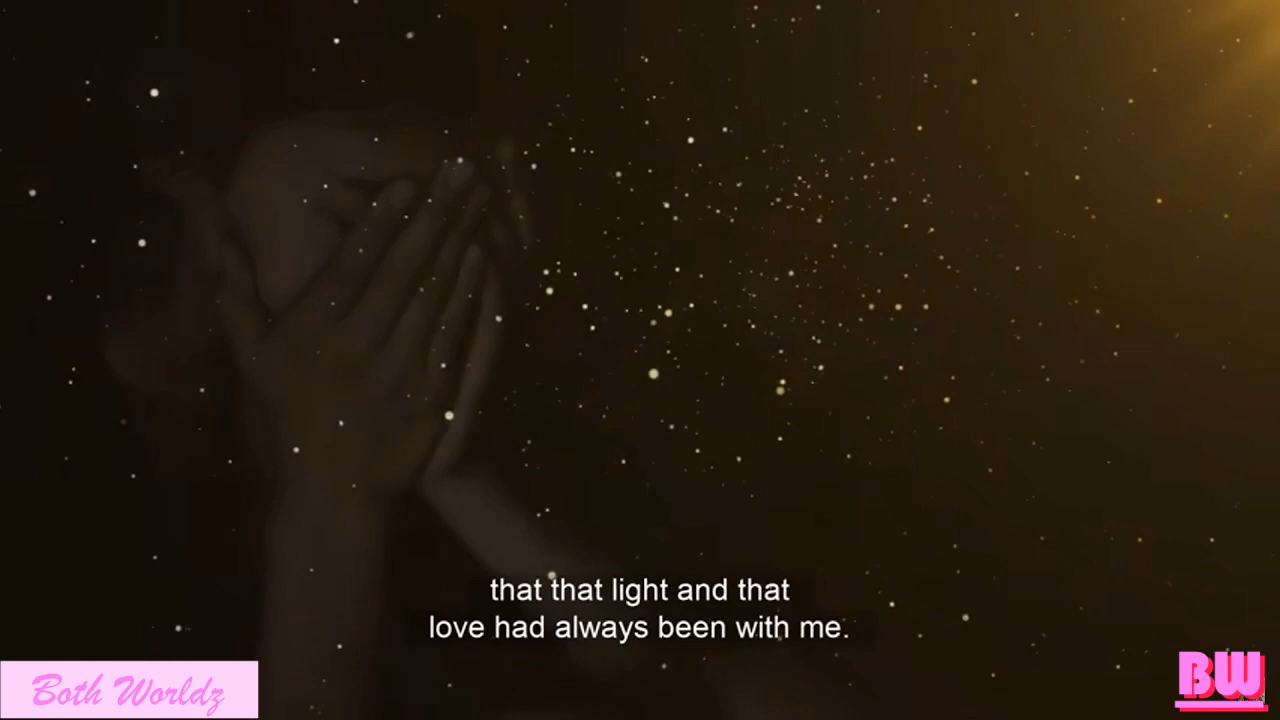 that that light and that
love had always been with me.
Both Worldz
BW